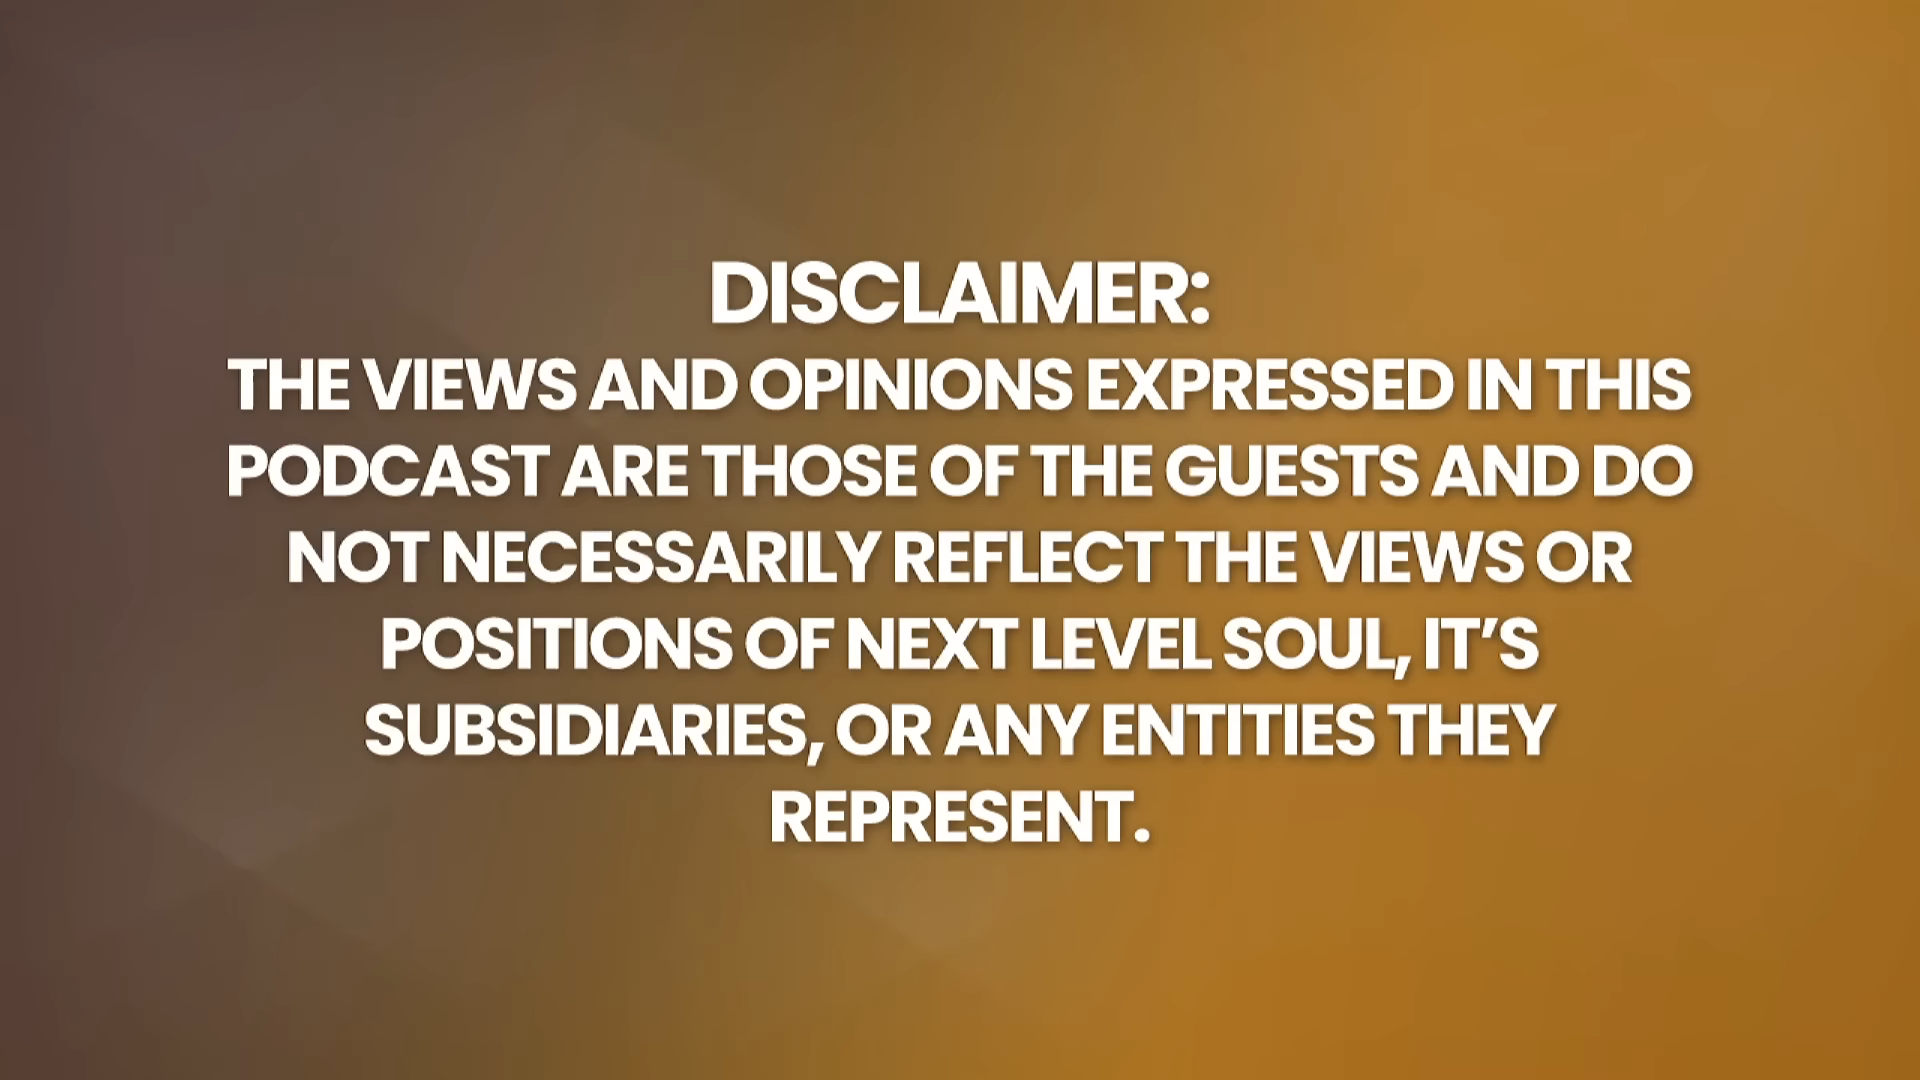 DISCLAIMER:
THE VIEWS AND OPINIONS EXPRESSED IN THIS
PODCAST ARE THOSE OF THE GUESTS AND DO
NOT NECESSARILY REFLECT THE VIEWS OR
POSITIONS OF NEXT LEVEL SOUL, IT’S
SUBSIDIARIES, OR ANY ENTITIES THEY
REPRESENT.